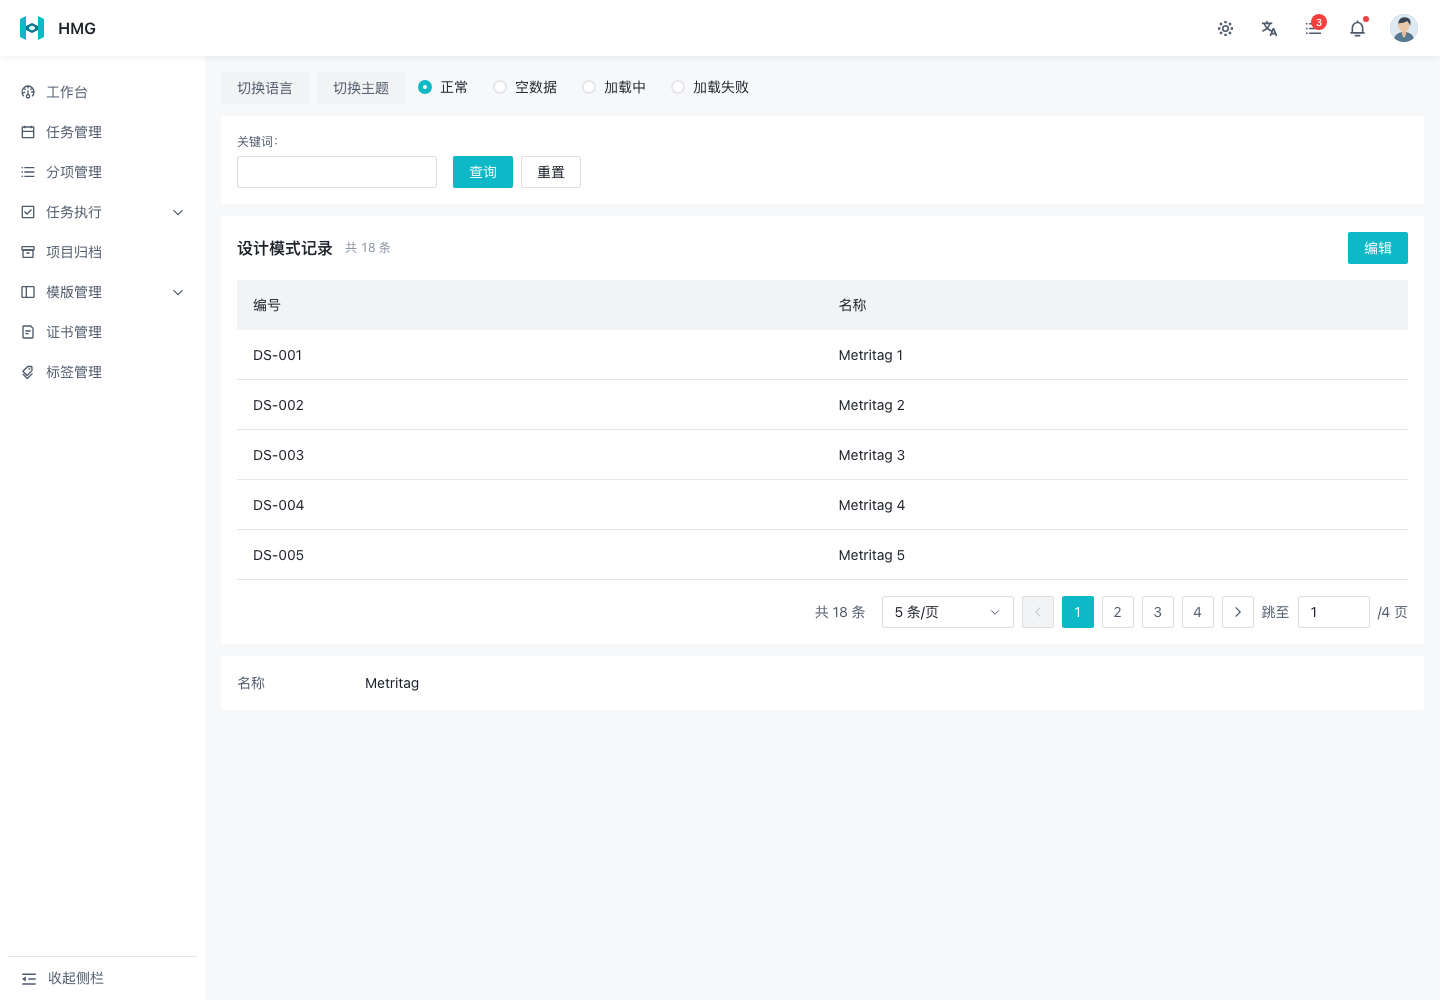 HMG
3
工作台
任务管理
分项管理
任务执行
项目归档
模版管理
证书管理
标签管理
收起侧栏
切换语言 切换主题 正常 空数据 加载中 加载失败
关键词:
查询 重置
设计模式记录 共 18 条 编辑
编号 名称
DS-001 Metritag 1
DS-002 Metritag 2
DS-003 Metritag 3
DS-004 Metritag 4
DS-005 Metritag 5
共 18 条 5 条/页 1 2 3 4 跳至 1 /4 页
名称 Metritag